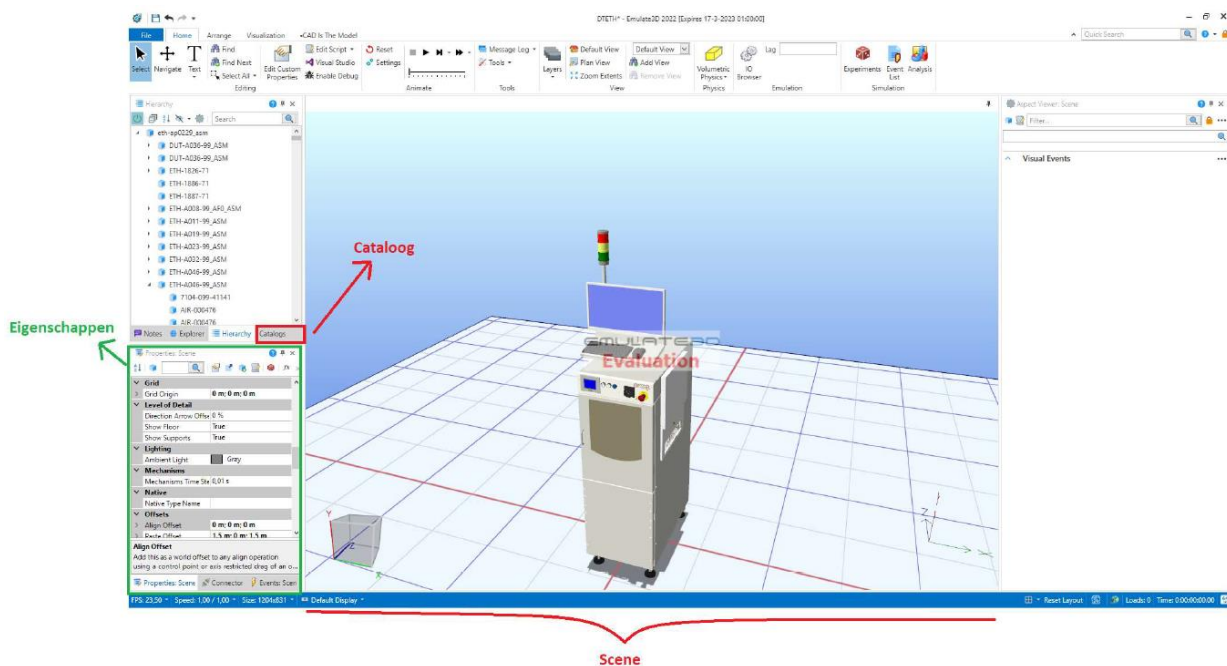 DTETH* - Emulate3D 2022 [Expires 17-3-2023 01:00:00]
File Home Arrange Visualization •CAD Is The Model
Quick Search
Select Navigate Text
Find
Find Next
Select All
Edit Custom Properties
Editing
Edit Script
Visual Studio
Enable Debug
Reset
Settings
Animate
Message Log
Tools
Tools
Layers
Default View
Plan View
Zoom Extents
Default View
Add View
Remove View
View
Volumetric Physics
Physics
IO Browser
Lag
Emulation
Experiments Event List Analysis
Simulation
Hierarchy
Search
eth-ap0229_asm
DUT-A036-99_ASM
DUT-A036-99_ASM
ETH-1826-71
ETH-1886-71
ETH-1887-71
ETH-A008-99_AF0_ASM
ETH-A011-99_ASM
ETH-A019-99_ASM
ETH-A023-99_ASM
ETH-A032-99_ASM
ETH-A046-99_ASM
ETH-A046-99_ASM
7104-099-41141
AIR-000476
AIR-000476
Notes Explorer Hierarchy Catalogs
Cataloog
Eigenschappen
Properties: Scene
Grid
Grid Origin 0 m; 0 m; 0 m
Level of Detail
Direction Arrow Offse 0 %
Show Floor True
Show Supports True
Lighting
Ambient Light Gray
Mechanisms
Mechanisms Time Ste 0,01 s
Native
Native Type Name
Offsets
Align Offset 0 m; 0 m; 0 m
Paste Offset 1,5 m; 0 m; 1,5 m
Align Offset
Add this as a world offset to any align operation
using a control point or axis restricted drag of an o...
Properties: Scene Connector Events: Scen
EMULATE3D
Evaluation
Y
Z
X
Z
X
Aspect Viewer: Scene
Filter...
Visual Events
FPS: 23,50 Speed: 1,00 / 1,00 Size: 1204x831 Default Display
Reset Layout Loads: 0 Time: 0:00:00:00.00
Scene